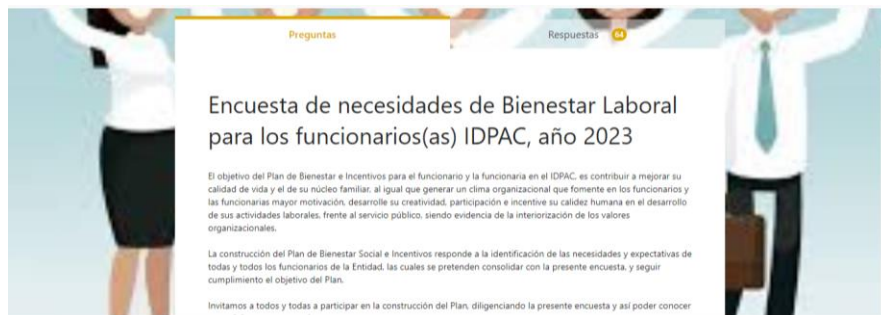 Preguntas
Respuestas 64
Encuesta de necesidades de Bienestar Laboral
para los funcionarios(as) IDPAC, año 2023
El objetivo del Plan de Bienestar e Incentivos para el funcionario y la funcionaria en el IDPAC, es contribuir a mejorar su
calidad de vida y el de su núcleo familiar, al igual que generar un clima organizacional que fomente en los funcionarios y
las funcionarias mayor motivación, desarrolle su creatividad, participación e incentive su calidez humana en el desarrollo
de sus actividades laborales, frente al servicio público, siendo evidencia de la interiorización de los valores
organizacionales.
La construcción del Plan de Bienestar Social e Incentivos responde a la identificación de las necesidades y expectativas de
todas y todos los funcionarios de la Entidad, las cuales se pretenden consolidar con la presente encuesta, y seguir
cumplimiento el objetivo del Plan.
Invitamos a todos y todas a participar en la construcción del Plan, diligenciando la presente encuesta y así poder conocer